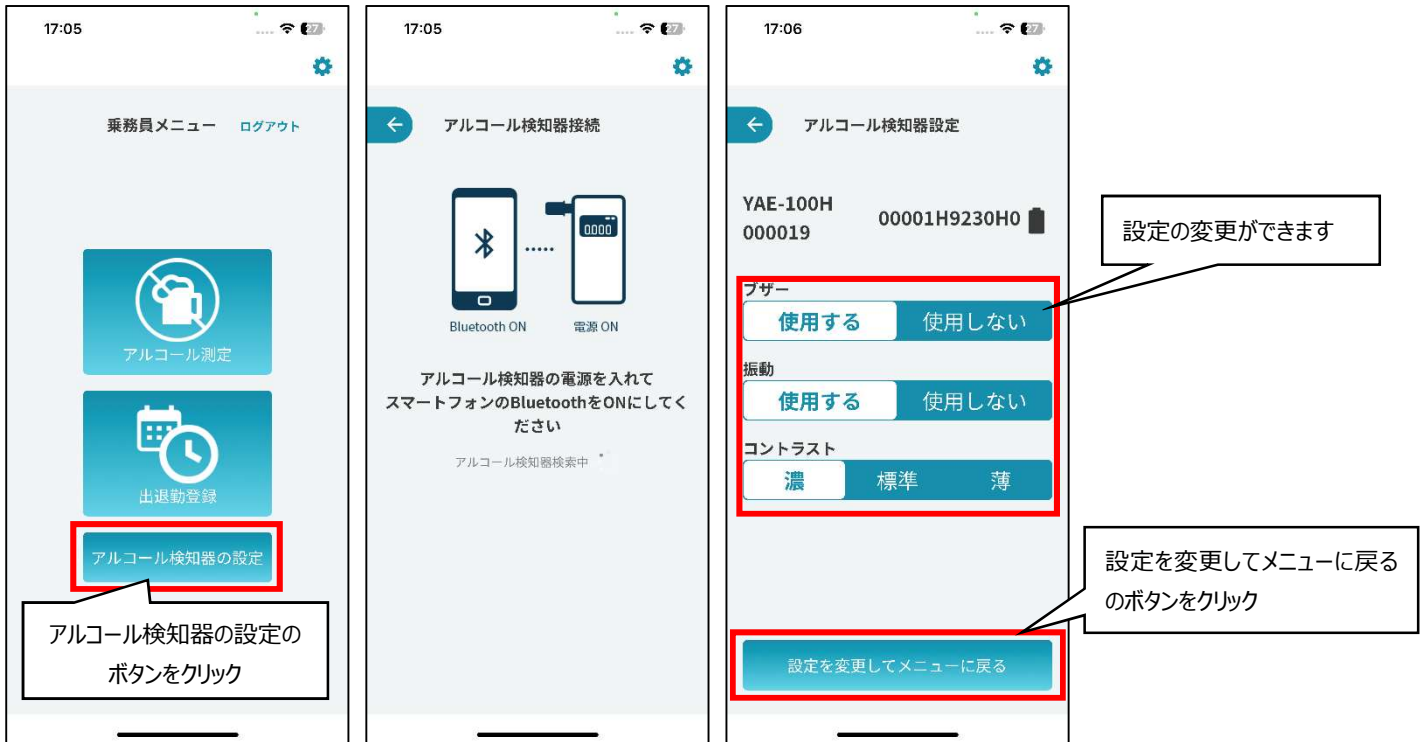 17:05
27
乗務員メニュー ログアウト
アルコール測定
出退勤登録
アルコール検知器の設定
アルコール検知器の設定の
ボタンをクリック
17:05
27
アルコール検知器接続
0000
Bluetooth ON 電源 ON
アルコール検知器の電源を入れて
スマートフォンのBluetoothをONにしてく
ださい
アルコール検知器検索中
17:06
27
アルコール検知器設定
YAE-100H
000019
00001H9230H0
ブザー
使用する 使用しない
振動
使用する 使用しない
コントラスト
濃 標準 薄
設定を変更してメニューに戻る
設定の変更ができます
設定を変更してメニューに戻る
のボタンをクリック